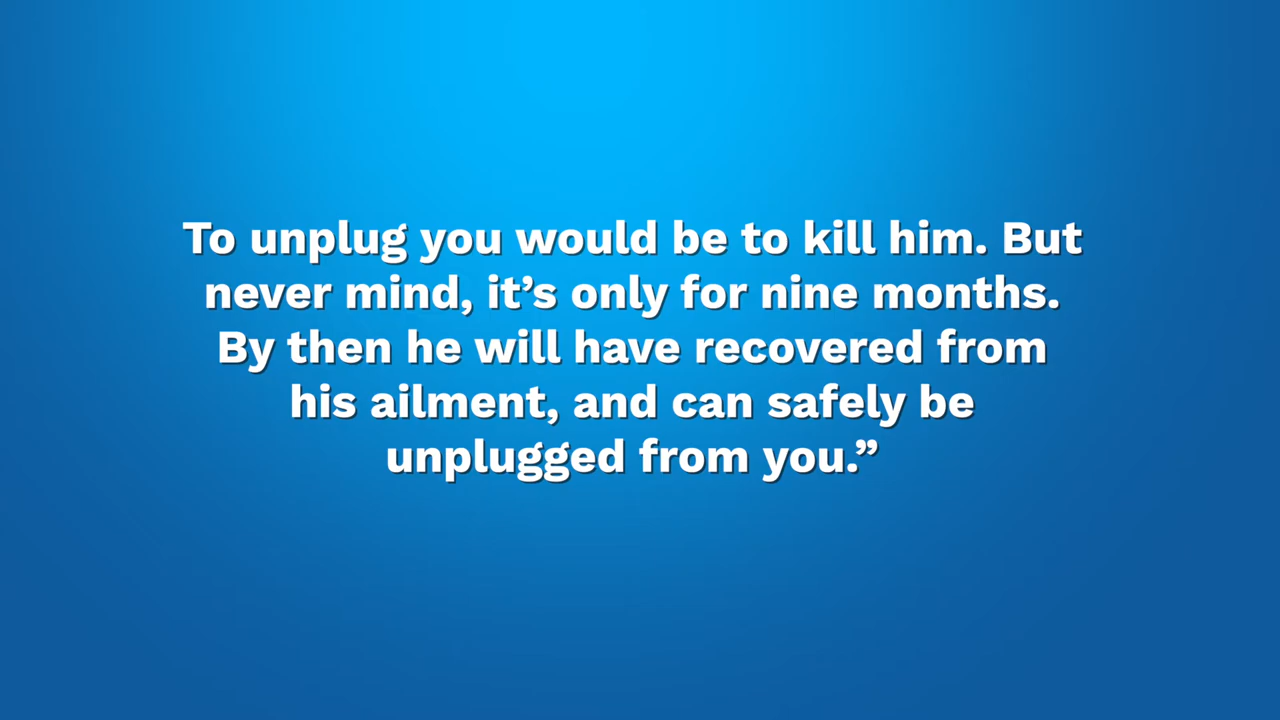 To unplug you would be to kill him. But
never mind, it’s only for nine months.
By then he will have recovered from
his ailment, and can safely be
unplugged from you.”